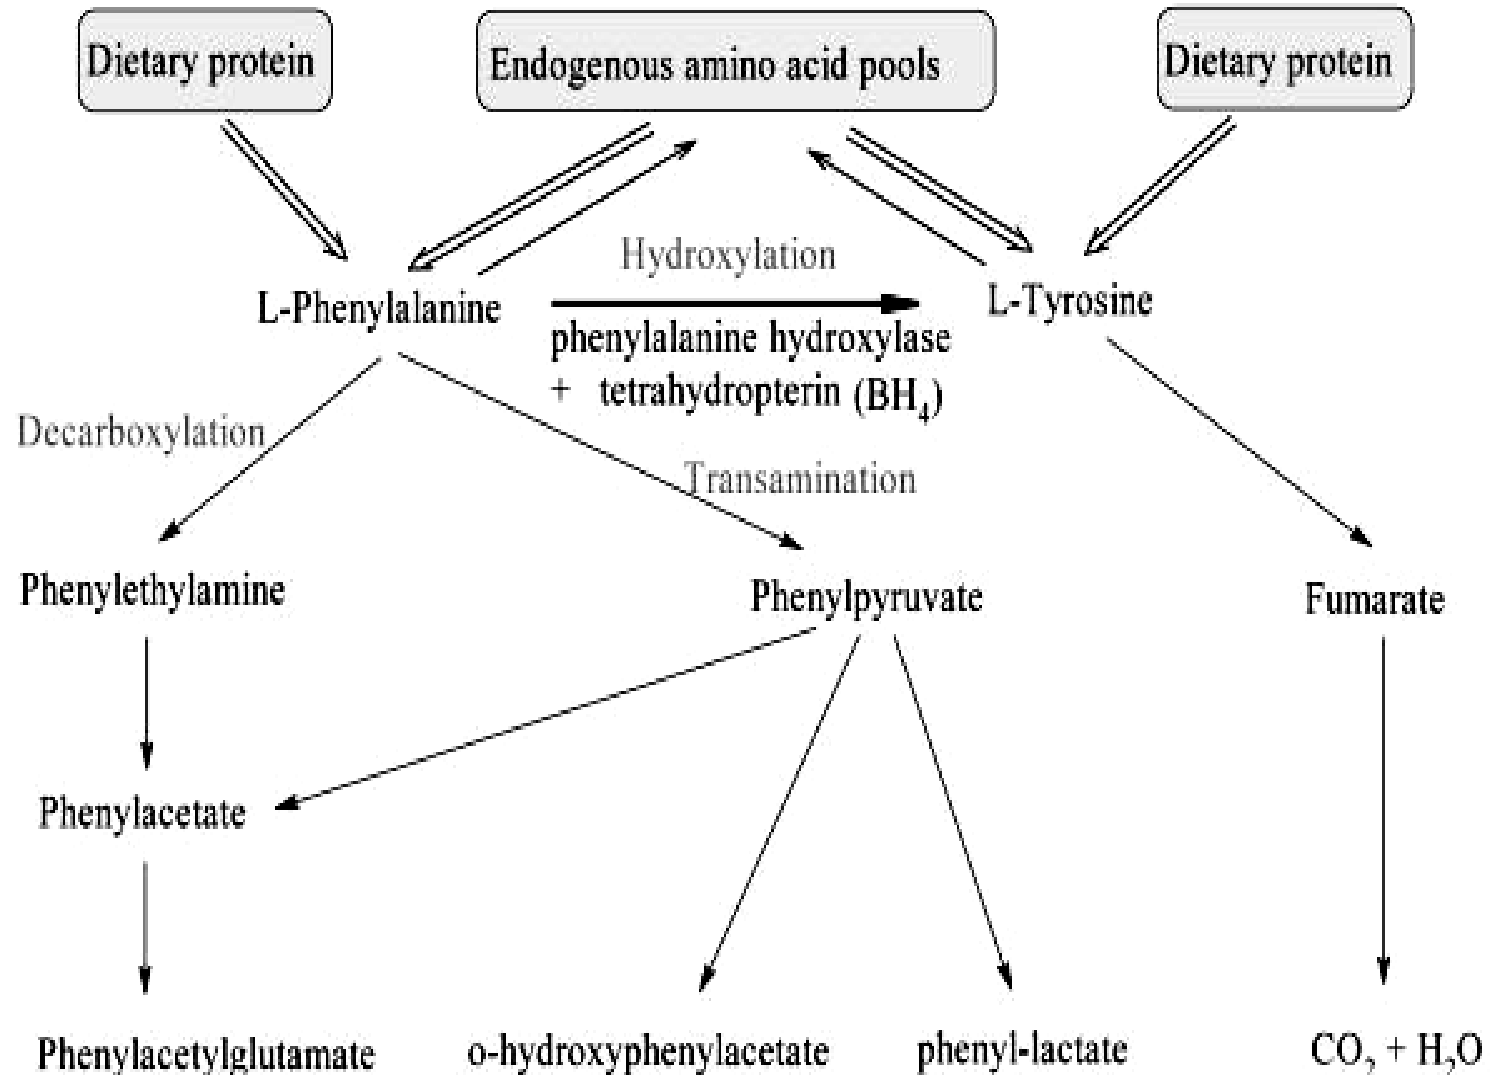 Dietary protein
Endogenous amino acid pools
Dietary protein
Hydroxylation
L-Phenylalanine
L-Tyrosine
phenylalanine hydroxylase
+ tetrahydropterin (BH₄)
Decarboxylation
Transamination
Phenylethylamine
Phenylpyruvate
Fumarate
Phenylacetate
Phenylacetylglutamate
o-hydroxyphenylacetate
phenyl-lactate
CO₂ + H₂O